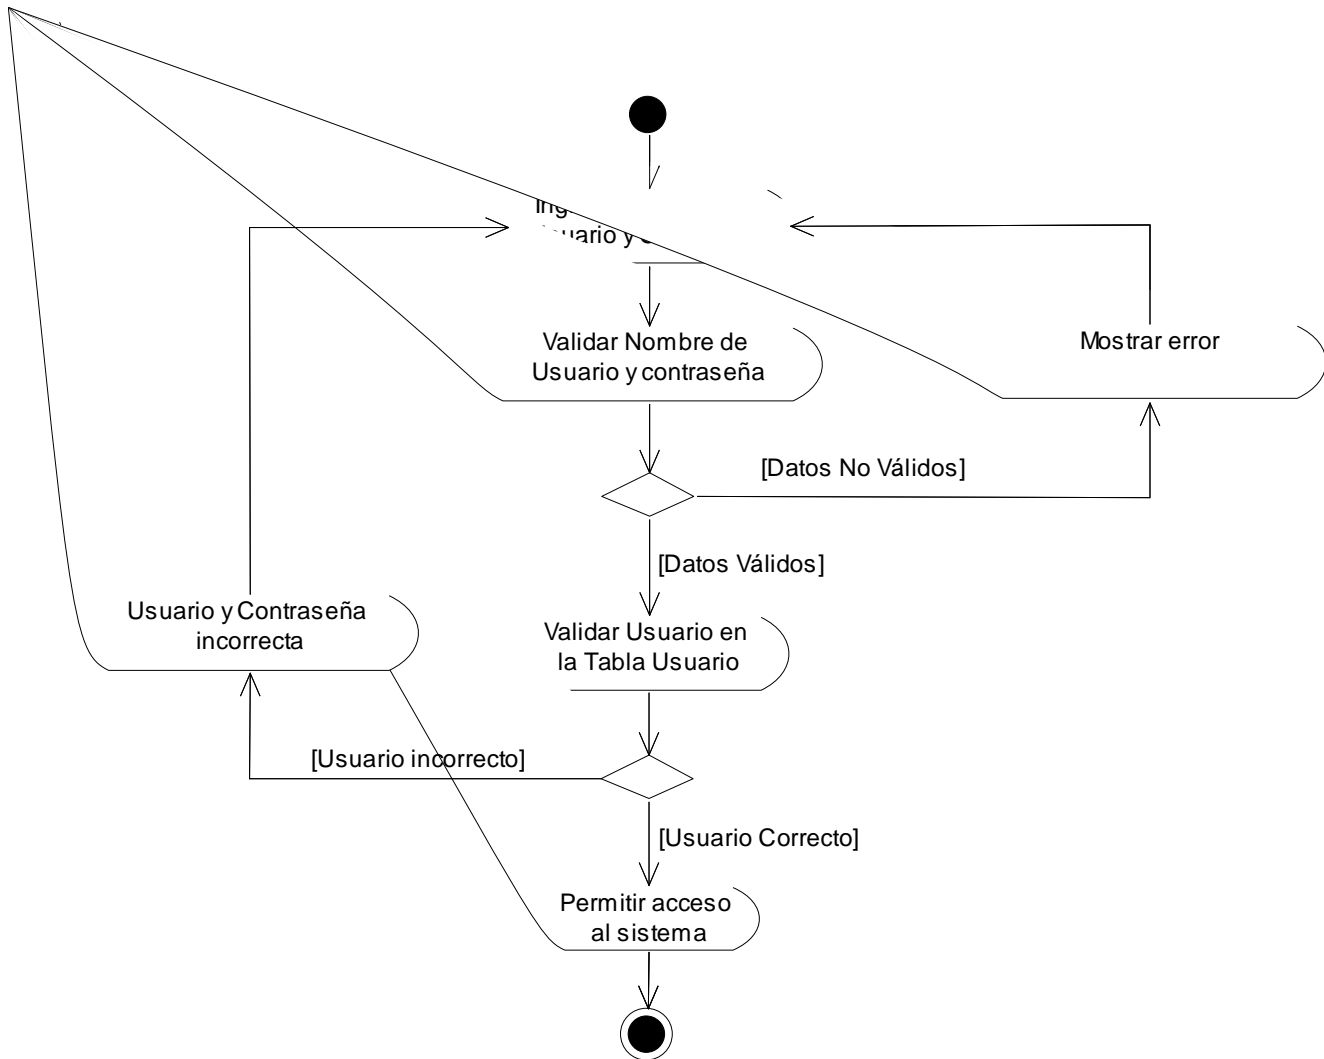 uario y
Validar Nombre de
Usuario y contraseña
Mostrar error
[Datos No Válidos]
[Datos Válidos]
Usuario y Contraseña
incorrecta
Validar Usuario en
la Tabla Usuario
[Usuario incorrecto]
[Usuario Correcto]
Permitir acceso
al sistema